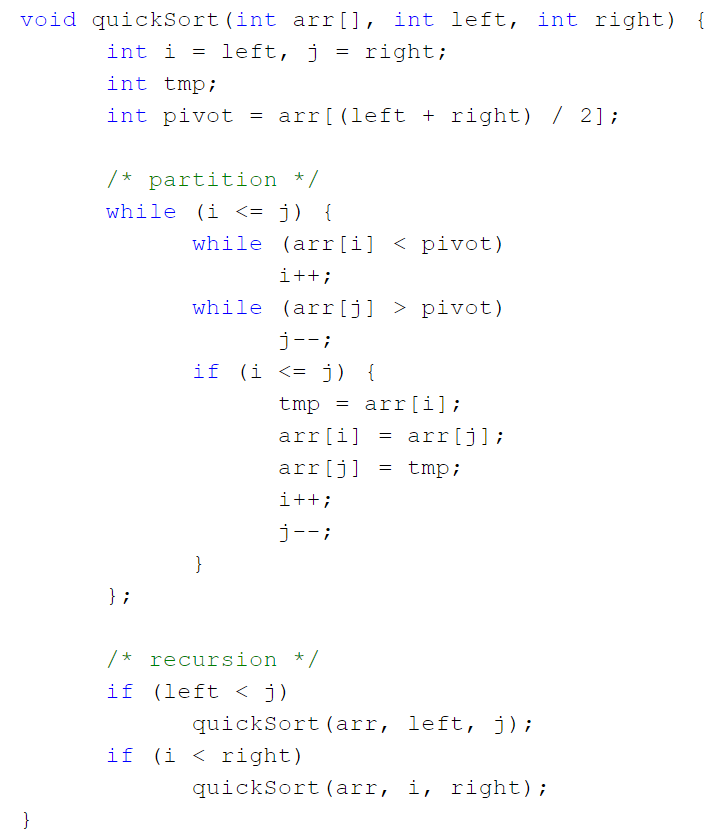 void quickSort(int arr[], int left, int right) {
      int i = left, j = right;
      int tmp;
      int pivot = arr[(left + right) / 2];

      /* partition */
      while (i <= j) {
            while (arr[i] < pivot)
                  i++;
            while (arr[j] > pivot)
                  j--;
            if (i <= j) {
                  tmp = arr[i];
                  arr[i] = arr[j];
                  arr[j] = tmp;
                  i++;
                  j--;
            }
      };

      /* recursion */
      if (left < j)
            quickSort(arr, left, j);
      if (i < right)
            quickSort(arr, i, right);
}